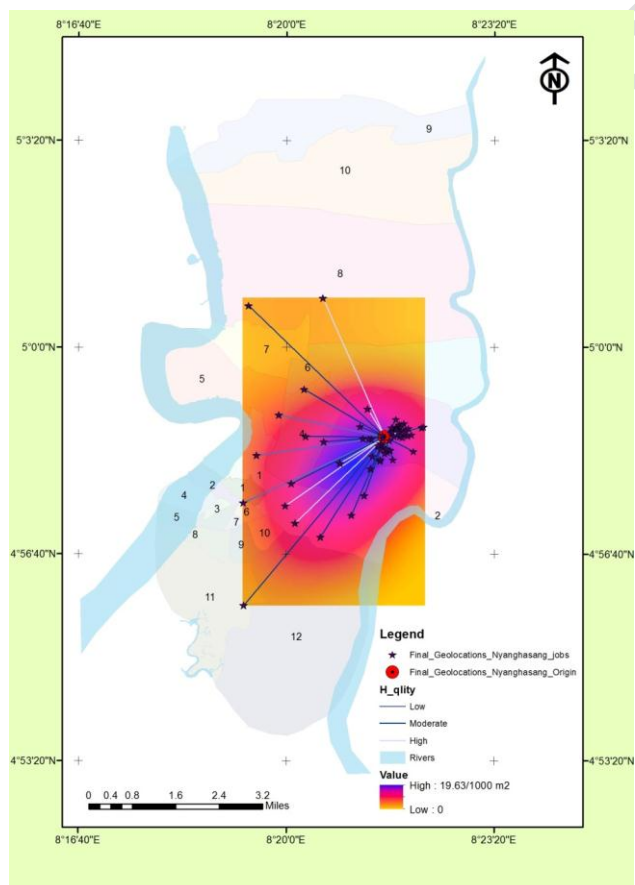 8°16'40"E 8°20'0"E 8°23'20"E
N
5°3'20"N 5°3'20"N
9
10
8
5°0'0"N 5°0'0"N
7
6
5
4
1
2 1
4
3 6 2
5 7
8 9 10
4°56'40"N 4°56'40"N
11
12
Legend
Final_Geolocations_Nyanghasang_jobs
Final_Geolocations_Nyanghasang_Origin
H_qlity
Low
Moderate
High
Rivers
4°53'20"N 4°53'20"N
Value
High : 19.63/1000 m2
Low : 0
0 0.4 0.8 1.6 2.4 3.2
Miles
8°16'40"E 8°20'0"E 8°23'20"E